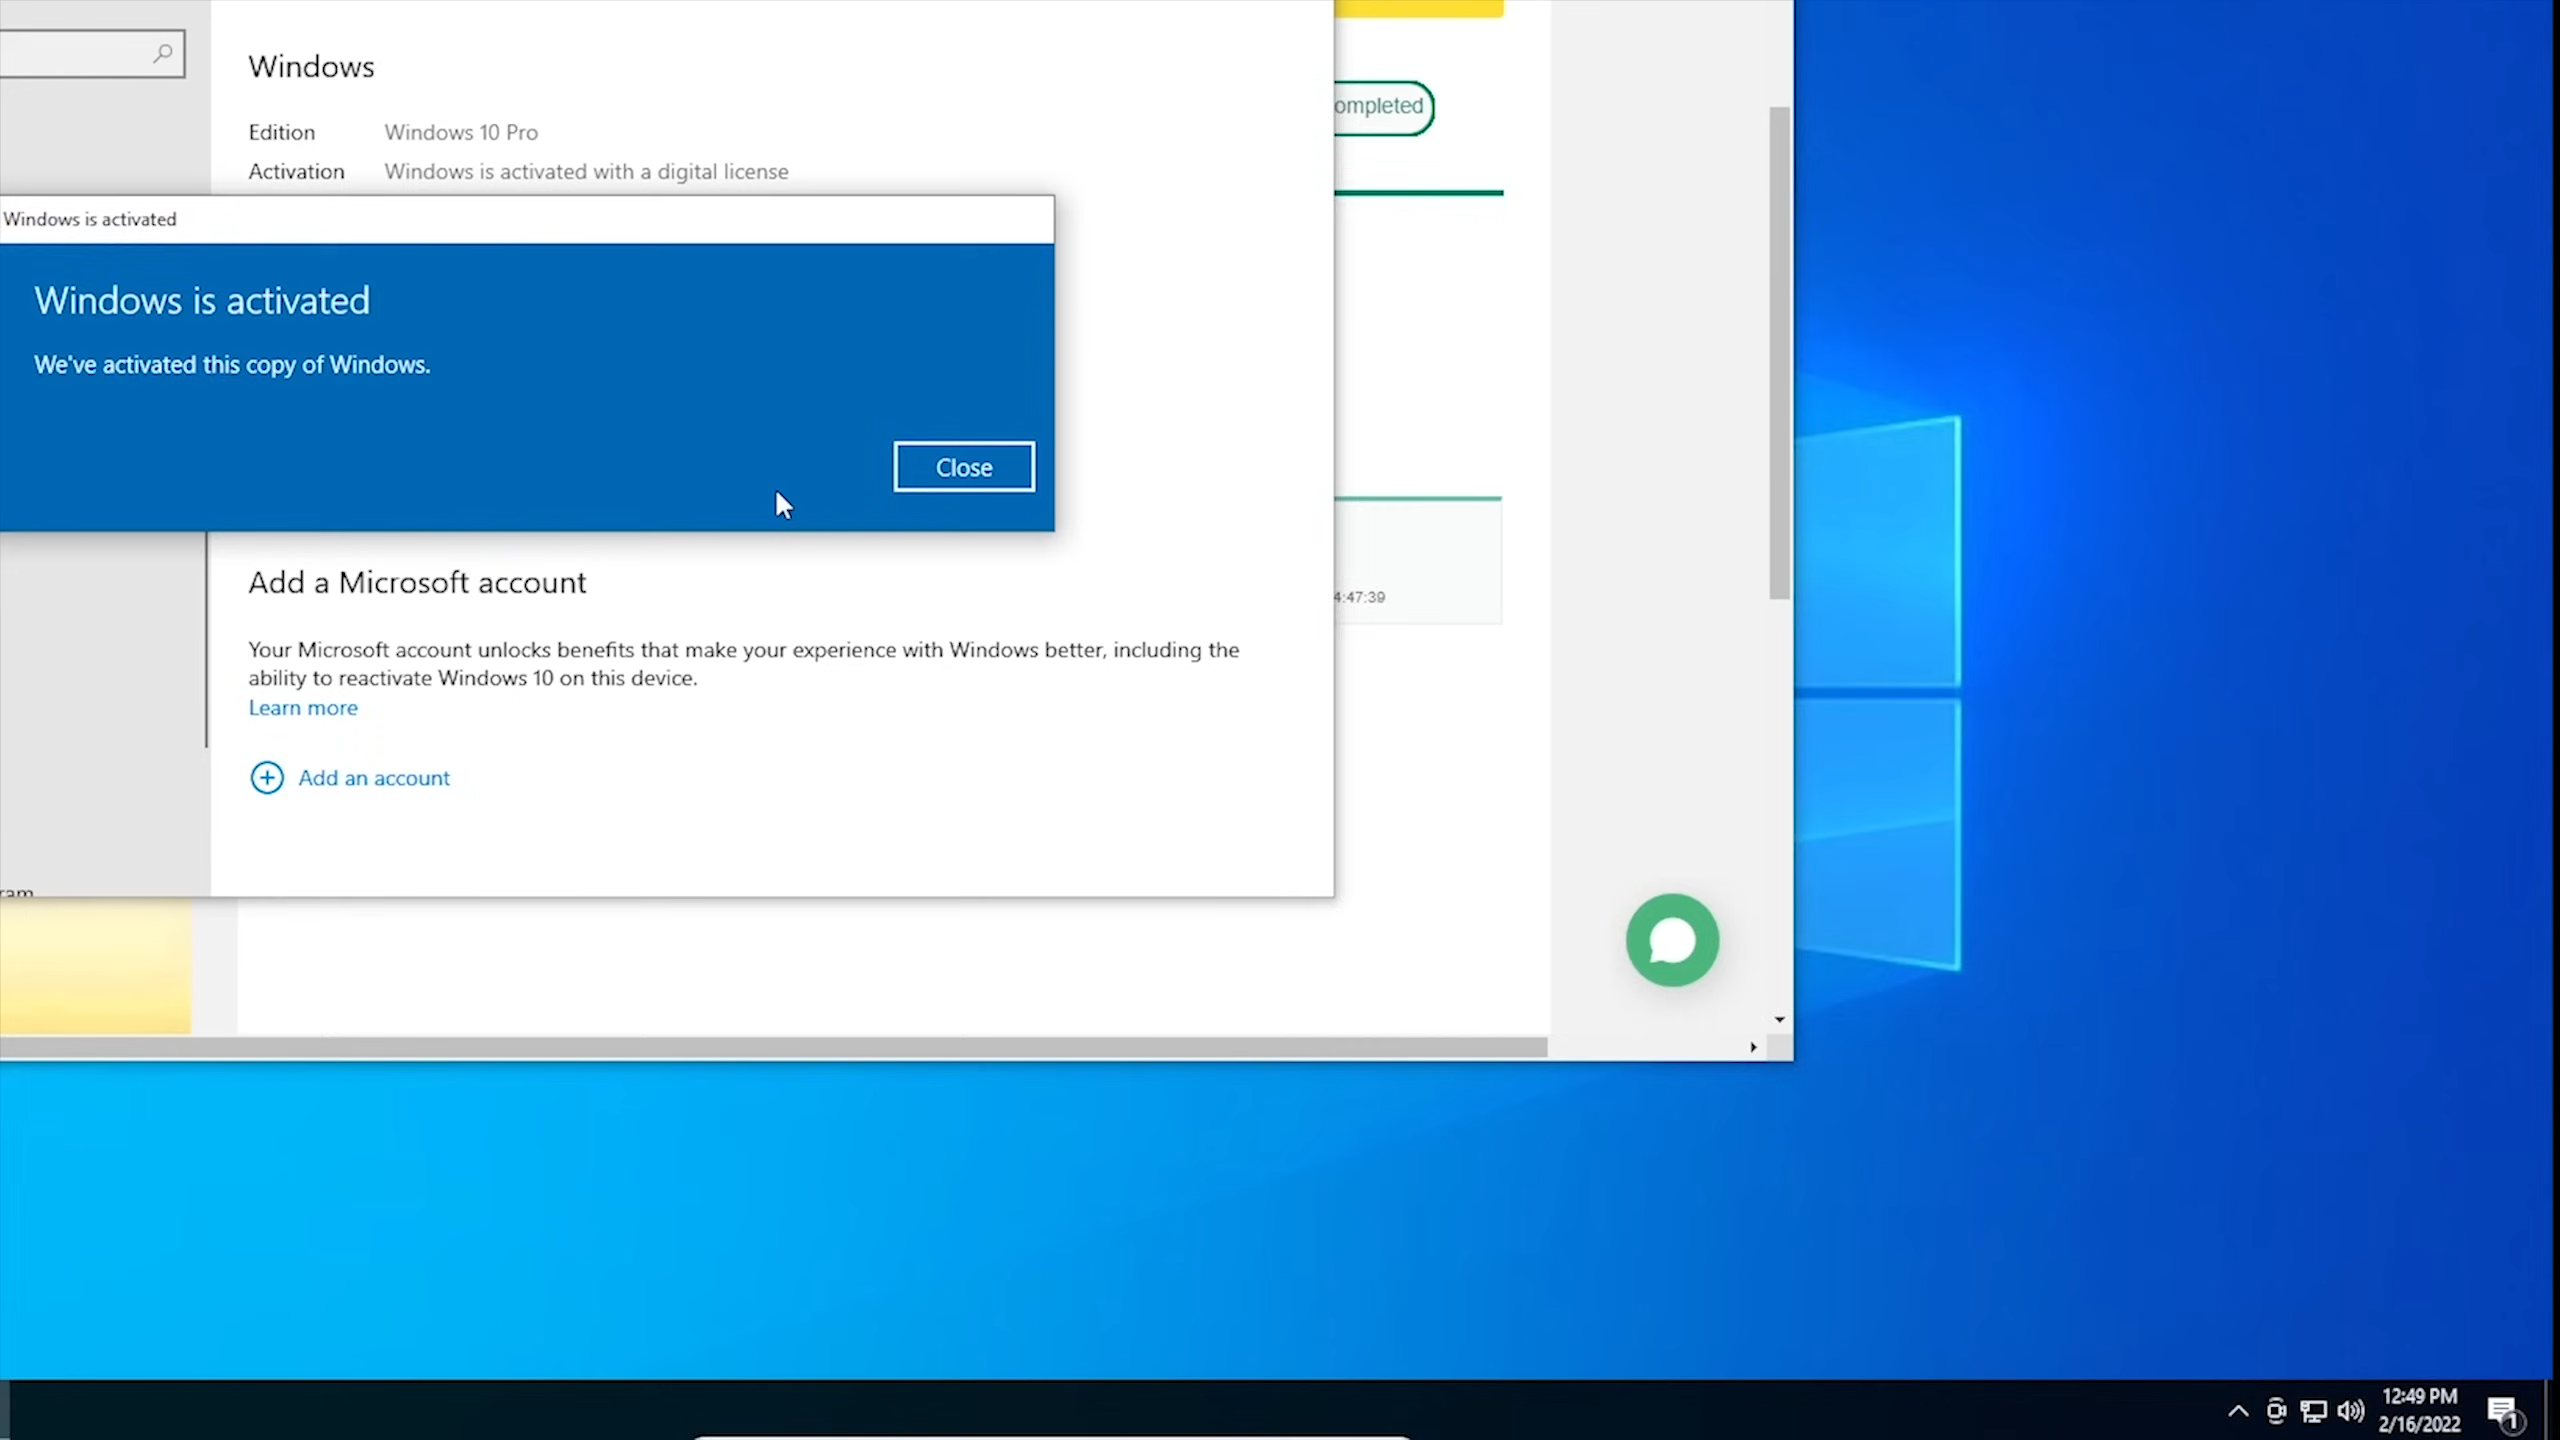 Windows
Edition Windows 10 Pro
Activation Windows is activated with a digital license
ompleted
Windows is activated
Windows is activated
We've activated this copy of Windows.
Close
Add a Microsoft account
4:47:39
Your Microsoft account unlocks benefits that make your experience with Windows better, including the
ability to reactivate Windows 10 on this device.
Learn more
Add an account
ram
12:49 PM
2/16/2022
1